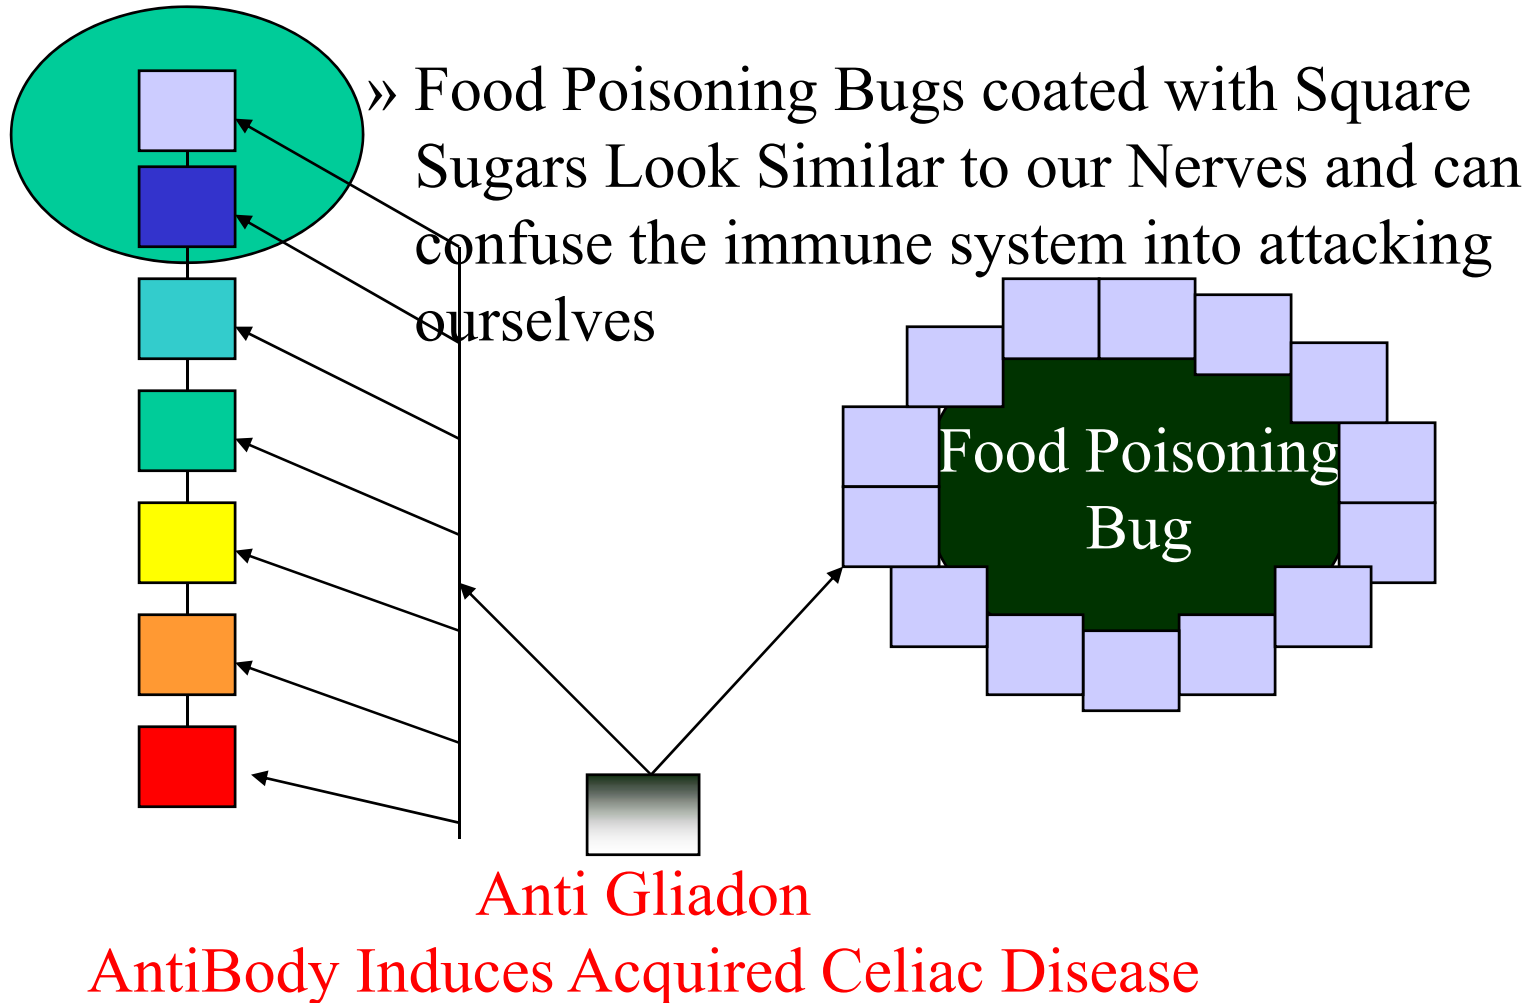 » Food Poisoning Bugs coated with Square
Sugars Look Similar to our Nerves and can
confuse the immune system into attacking
ourselves
Food Poisoning
Bug
Anti Gliadon
AntiBody Induces Acquired Celiac Disease